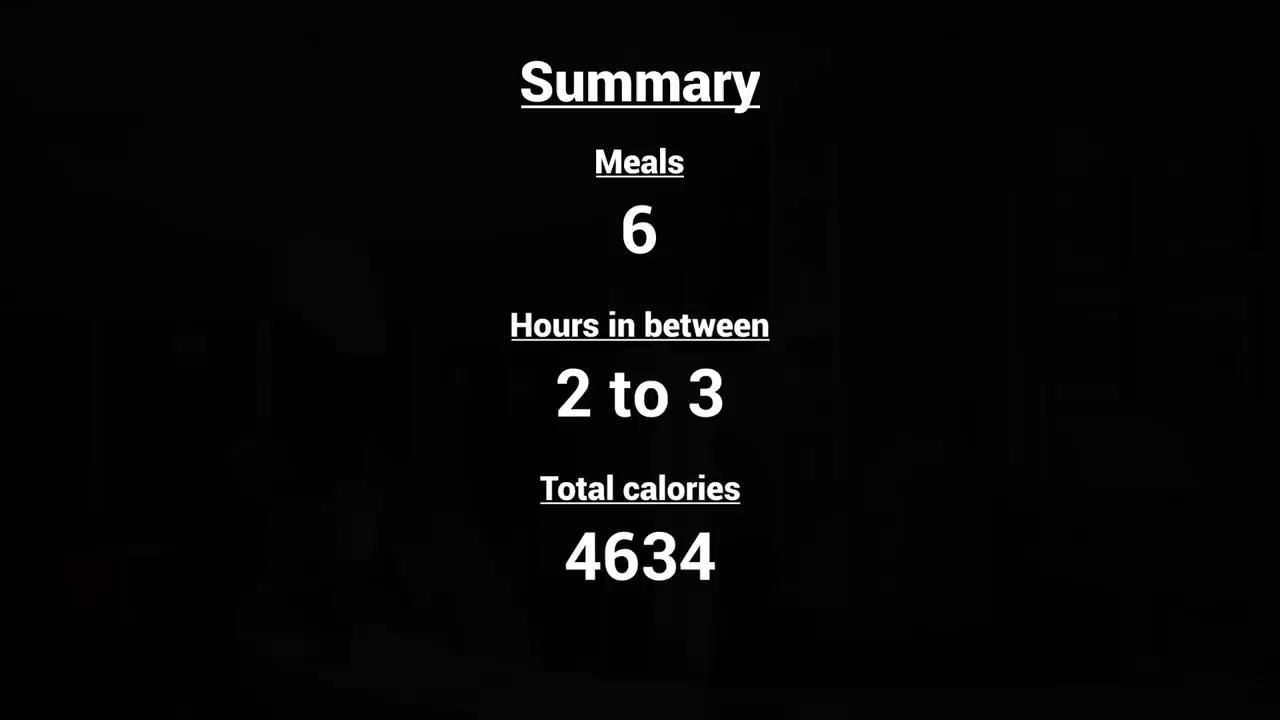 Summary
Meals
6
Hours in between
2 to 3
Total calories
4634